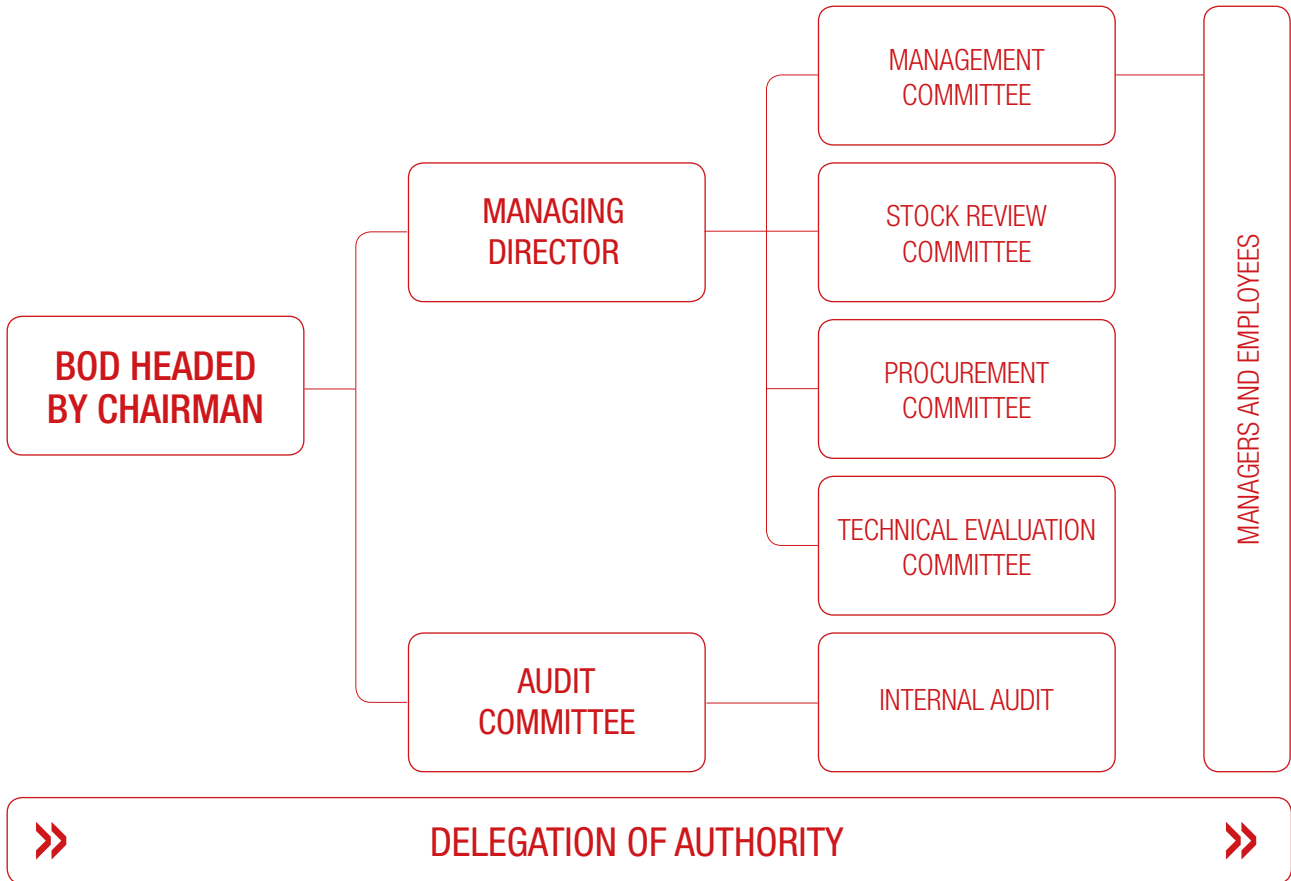 BOD HEADED
BY CHAIRMAN
MANAGING
DIRECTOR
AUDIT
COMMITTEE
MANAGEMENT
COMMITTEE
STOCK REVIEW
COMMITTEE
PROCUREMENT
COMMITTEE
TECHNICAL EVALUATION
COMMITTEE
INTERNAL AUDIT
MANAGERS AND EMPLOYEES
» DELEGATION OF AUTHORITY »